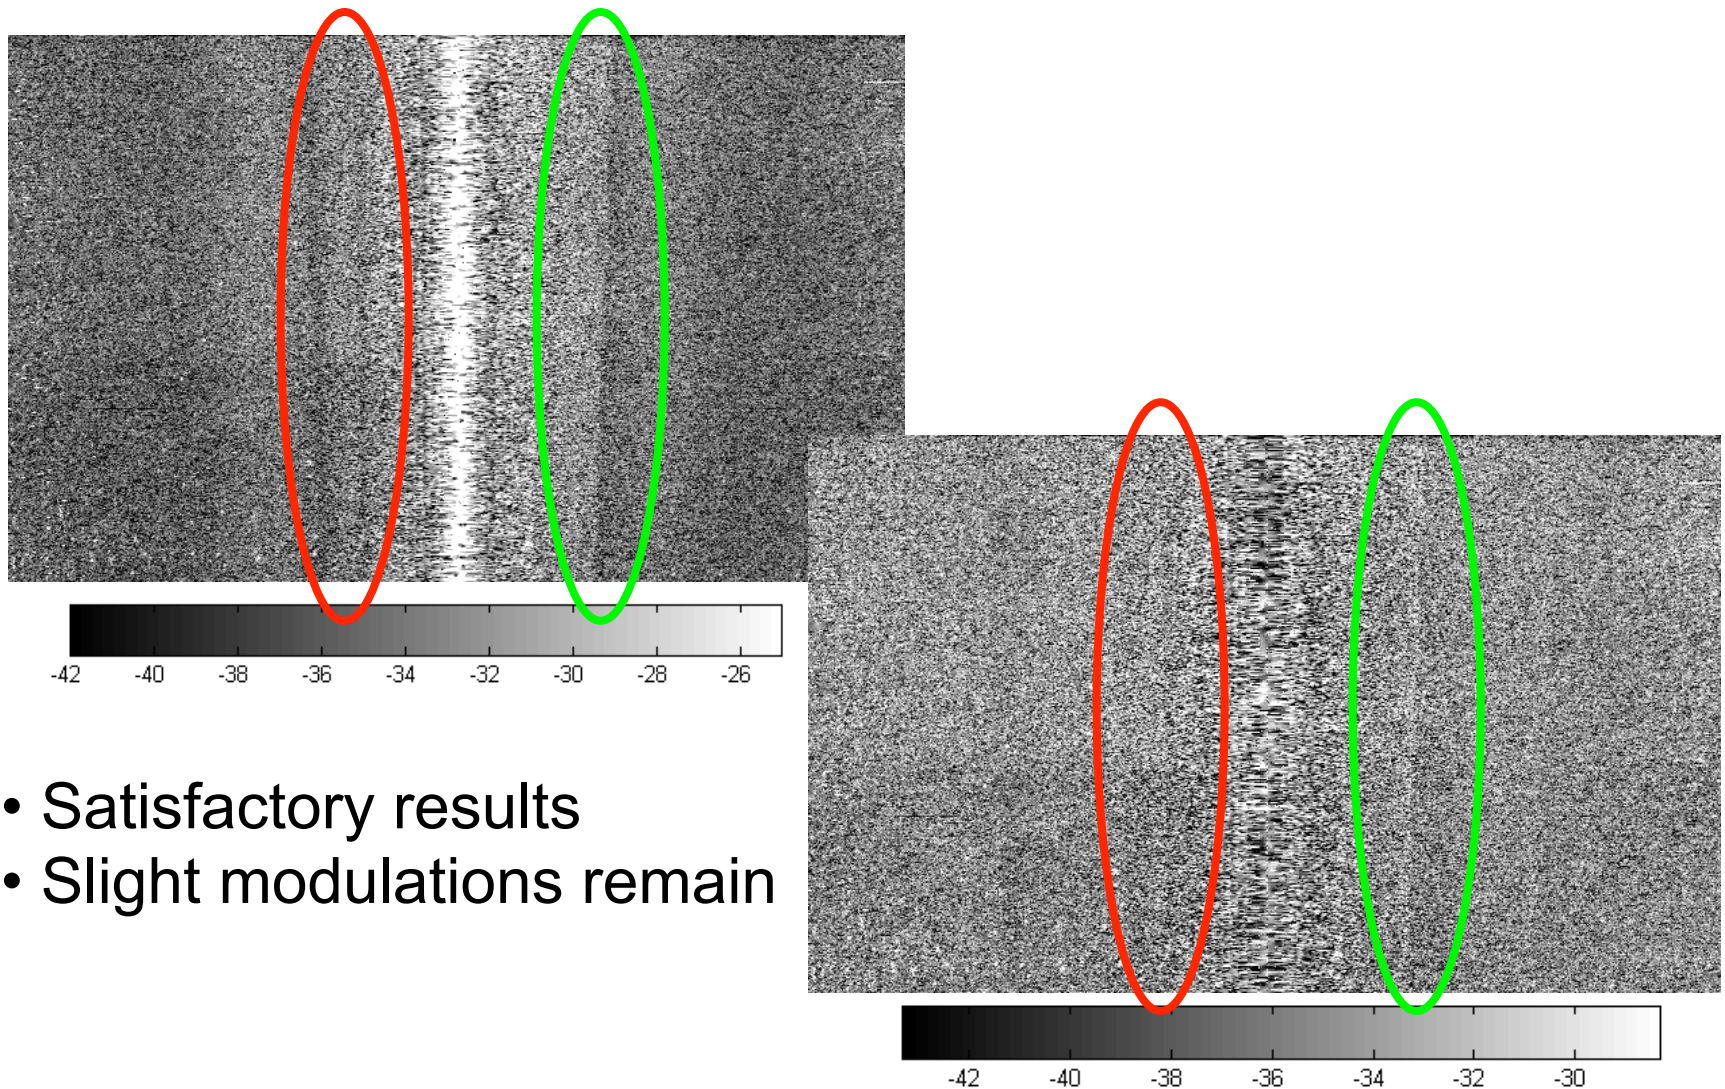 -42 -40 -38 -36 -34 -32 -30 -28 -26
• Satisfactory results
• Slight modulations remain
-42 -40 -38 -36 -34 -32 -30